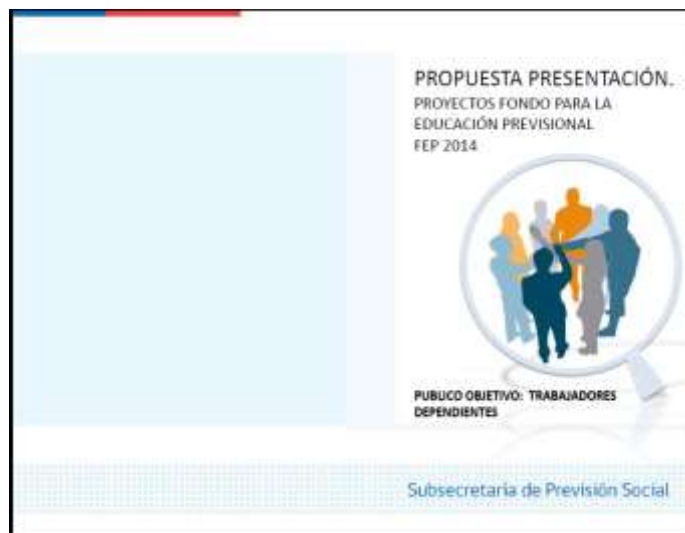 PROPUESTA PRESENTACIÓN.
PROYECTOS FONDO PARA LA
EDUCACIÓN PREVISIONAL
FEP 2014
PUBLICO OBJETIVO: TRABAJADORES
DEPENDIENTES
Subsecretaría de Previsión Social